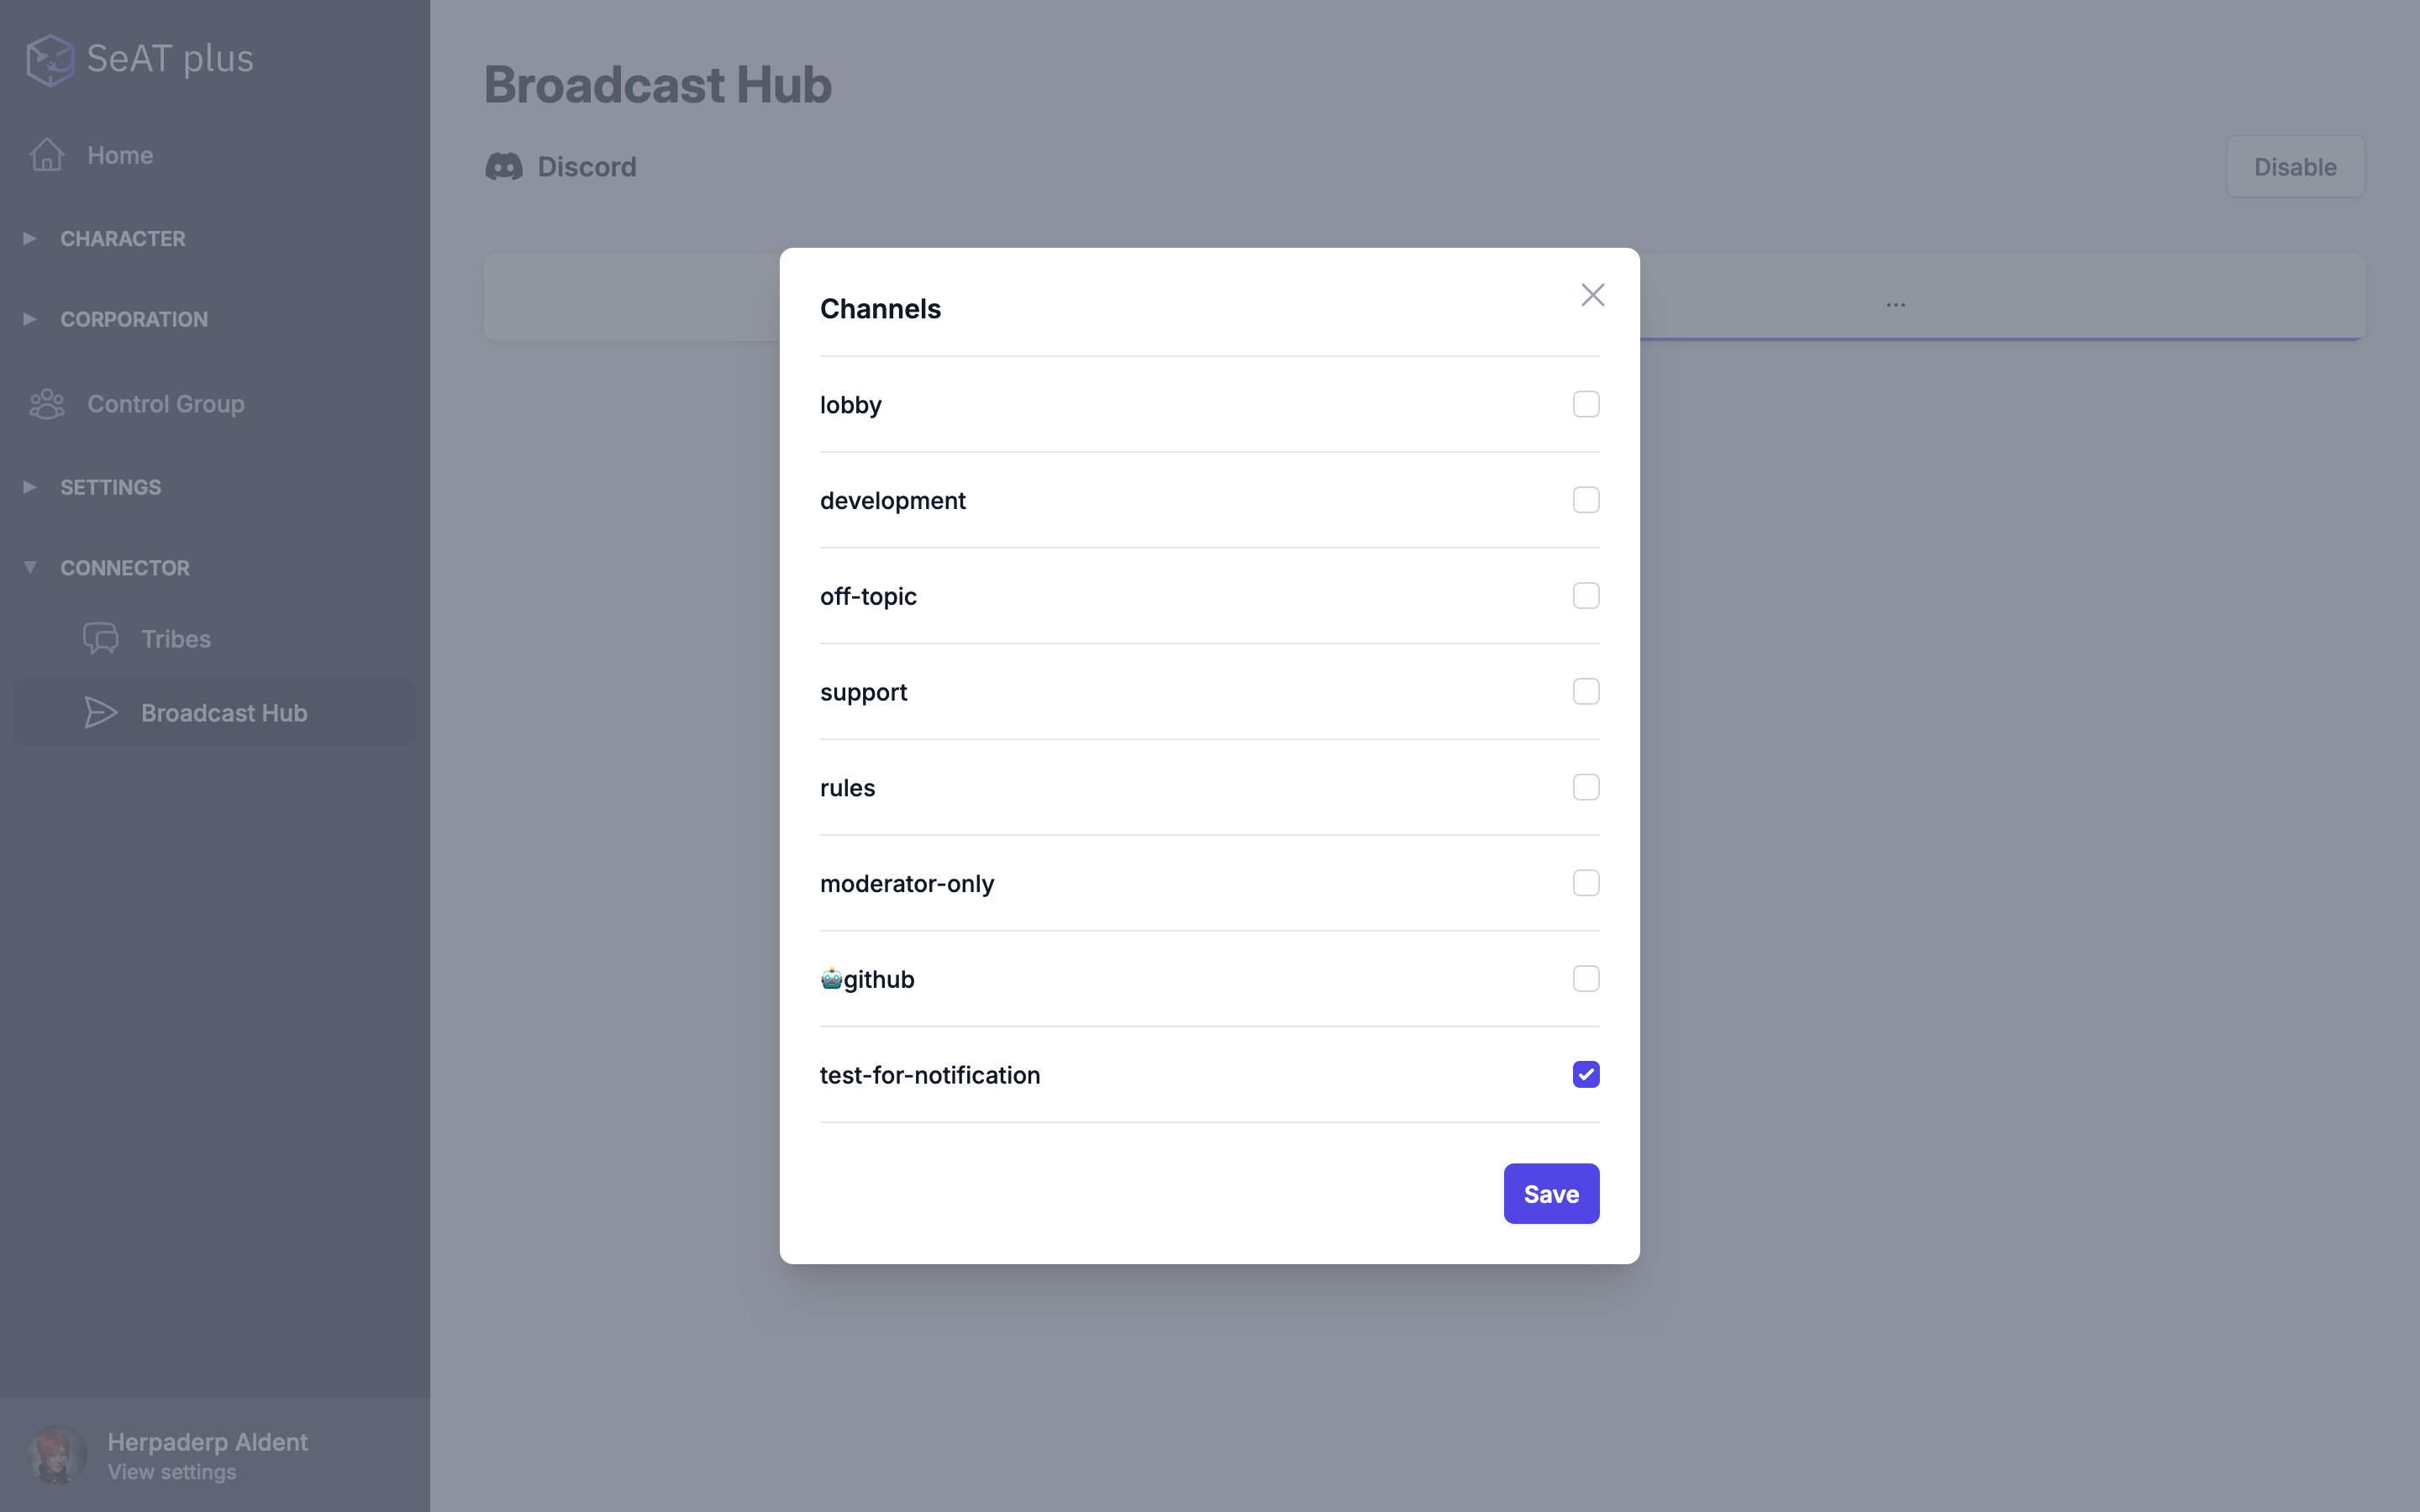 SeAT plus
Home
CHARACTER
CORPORATION
Control Group
SETTINGS
CONNECTOR
Tribes
Broadcast Hub
Herpaderp Aldent
View settings
Broadcast Hub
Discord
Disable
...
Channels
lobby
development
off-topic
support
rules
moderator-only
🤖github
test-for-notification
Save